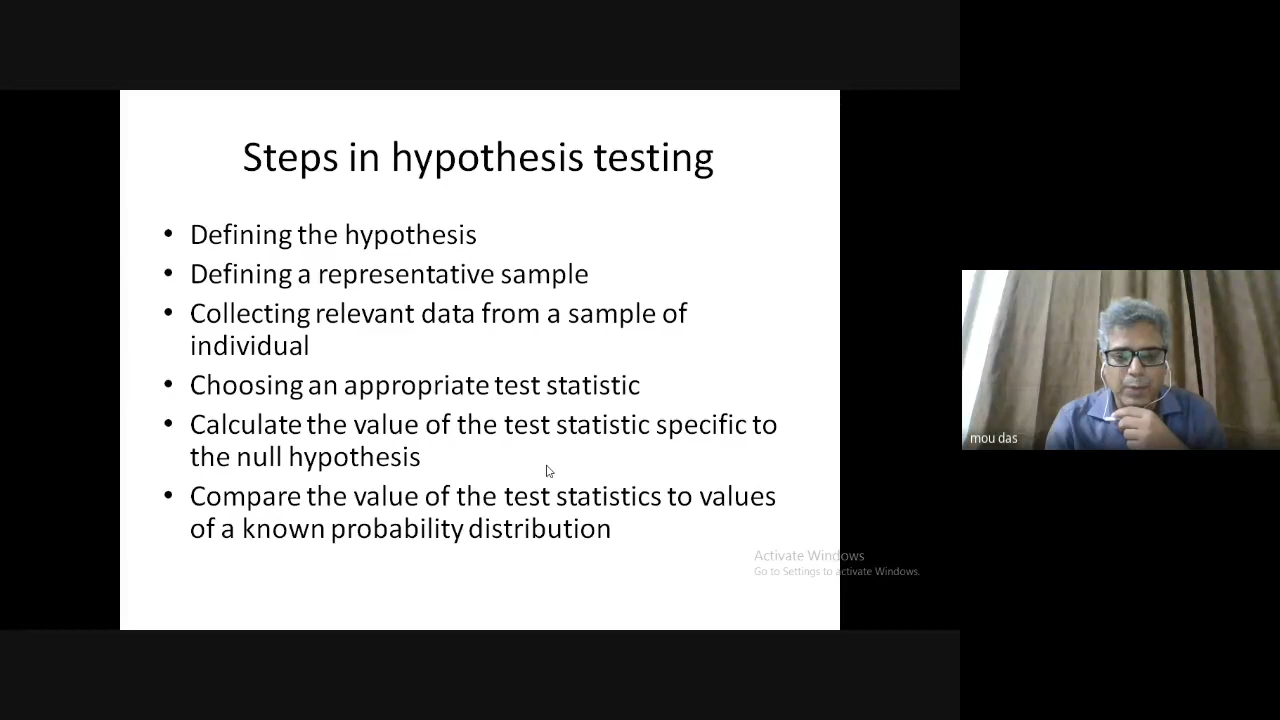 Steps in hypothesis testing
• Defining the hypothesis
• Defining a representative sample
• Collecting relevant data from a sample of
individual
• Choosing an appropriate test statistic
• Calculate the value of the test statistic specific to
the null hypothesis
• Compare the value of the test statistics to values
of a known probability distribution
Activate Windows
Go to Settings to activate Windows.
mou das